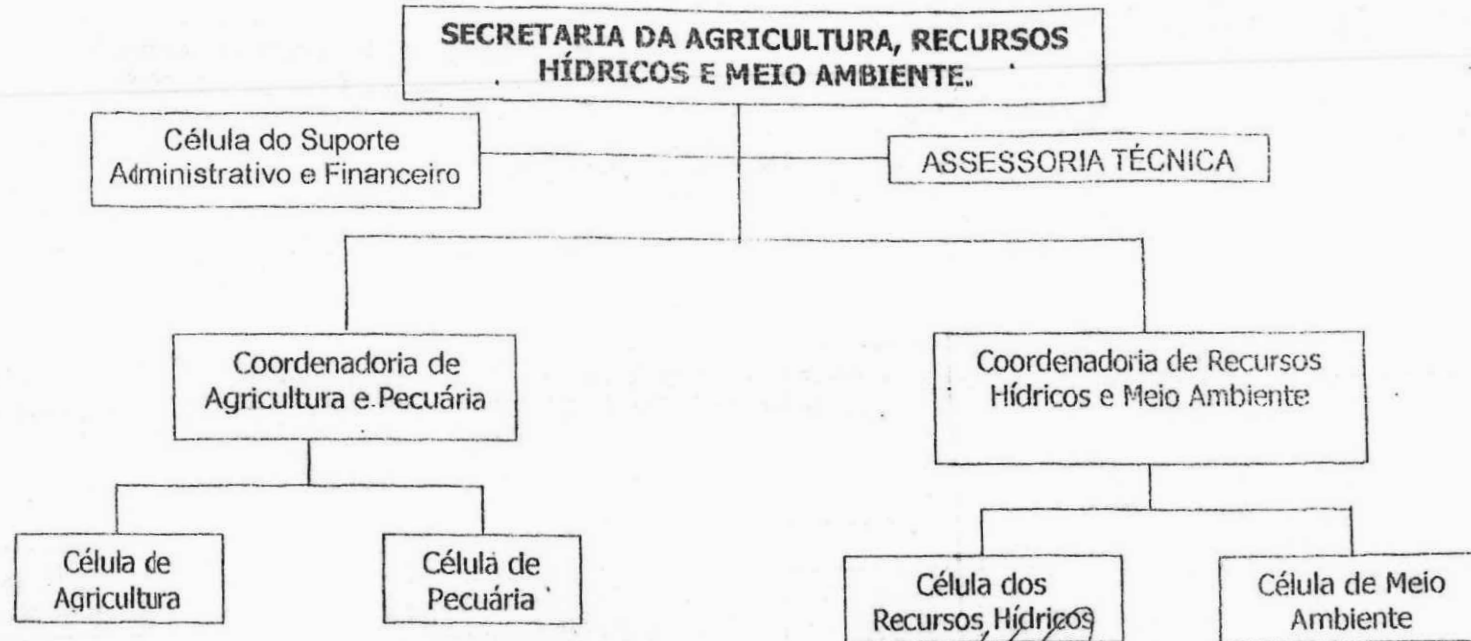 SECRETARIA DA AGRICULTURA, RECURSOS
HÍDRICOS E MEIO AMBIENTE.
Célula do Suporte
Administrativo e Financeiro
ASSESSORIA TÉCNICA
Coordenadoria de
Agricultura e Pecuária
Coordenadoria de Recursos
Hídricos e Meio Ambiente
Célula de
Agricultura
Célula de
Pecuária
Célula dos
Recursos Hídricos
Célula de Meio
Ambiente